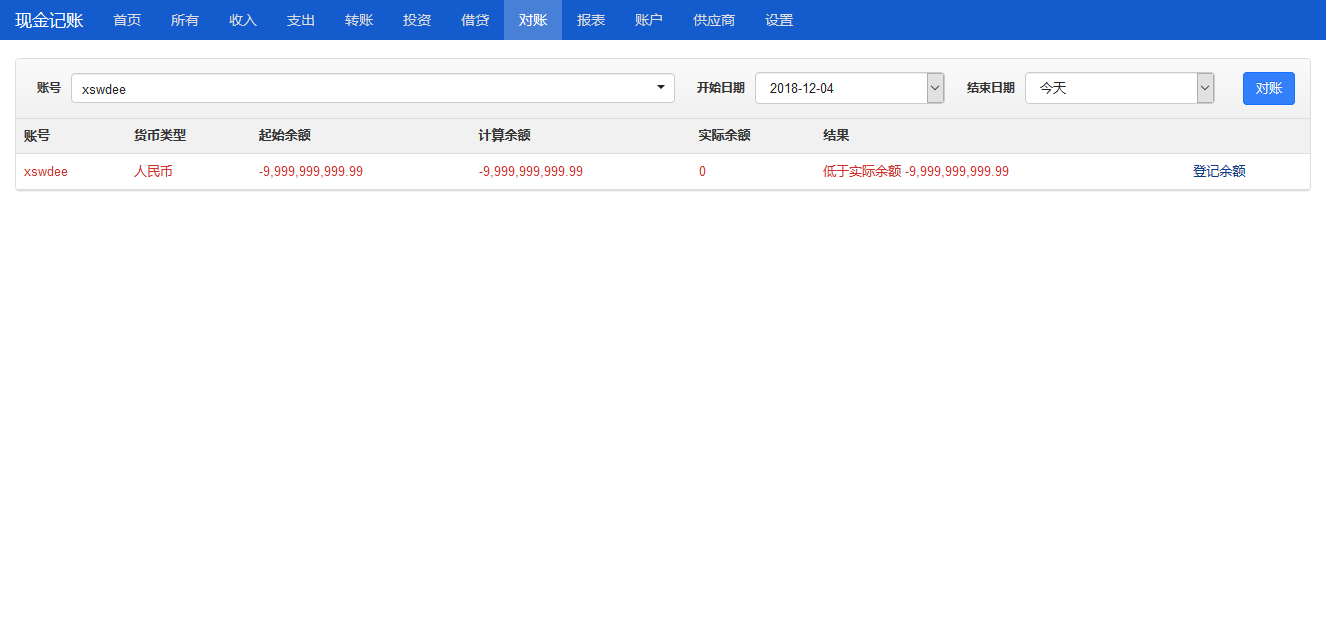 现金记账 首页 所有 收入 支出 转账 投资 借贷 对账 报表 账户 供应商 设置
账号 xswdee 开始日期 2018-12-04 结束日期 今天 对账
账号 货币类型 起始余额 计算余额 实际余额 结果
xswdee 人民币 -9,999,999,999.99 -9,999,999,999.99 0 低于实际余额 -9,999,999,999.99 登记余额